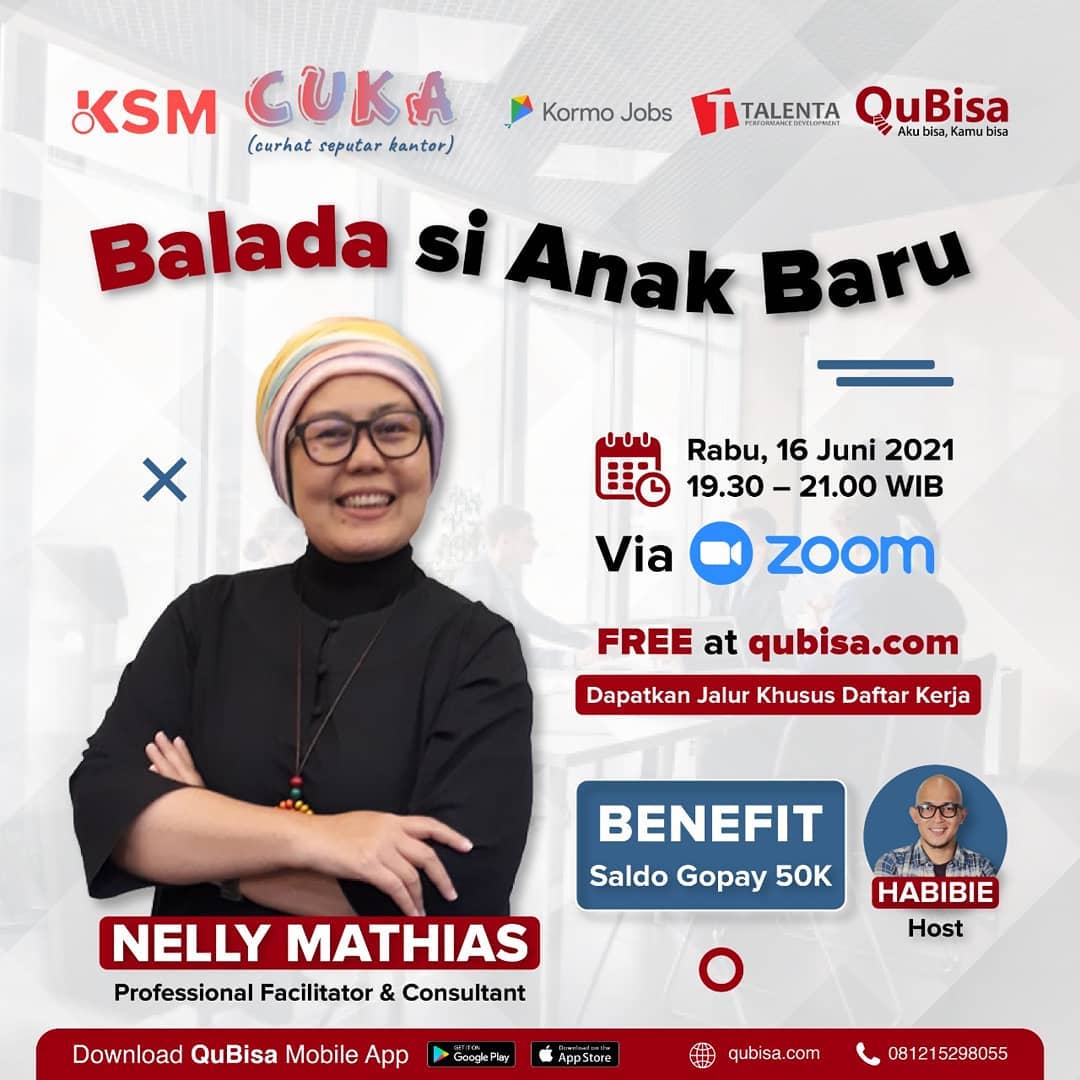 KSM
CUKA
(curhat seputar kantor)
Kormo Jobs
TALENTA
PERFORMANCE DEVELOPMENT
QuBisa
Aku bisa, Kamu bisa
Balada si Anak Baru
Rabu, 16 Juni 2021
19.30 – 21.00 WIB
Via zoom
FREE at qubisa.com
Dapatkan Jalur Khusus Daftar Kerja
BENEFIT
Saldo Gopay 50K
HABIBIE
Host
NELLY MATHIAS
Professional Facilitator & Consultant
Download QuBisa Mobile App
GET IT ON
Google Play
Download on the
App Store
qubisa.com
081215298055